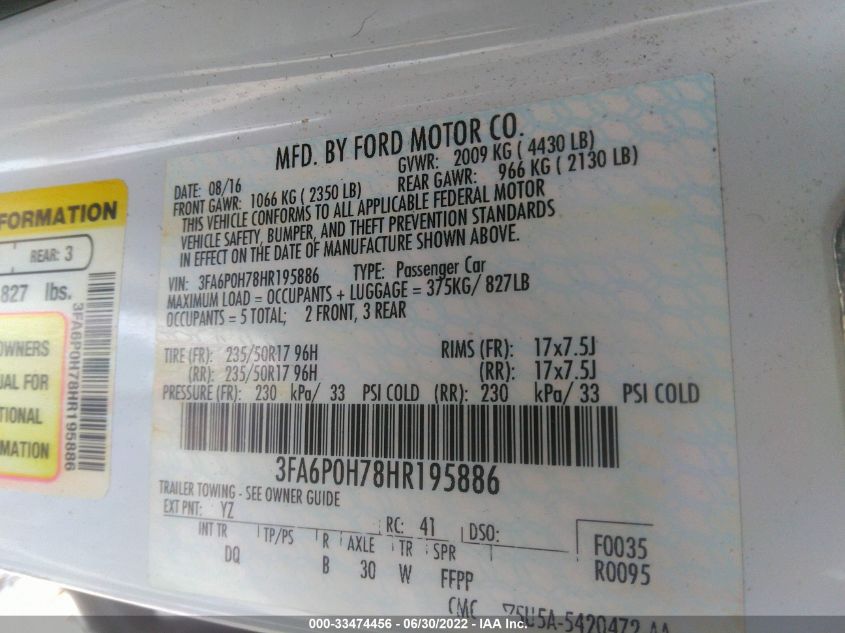 MFD. BY FORD MOTOR CO.
DATE: 08/16 GVWR: 2009 KG ( 4430 LB)
FRONT GAWR: 1066 KG ( 2350 LB) REAR GAWR: 966 KG ( 2130 LB)
THIS VEHICLE CONFORMS TO ALL APPLICABLE FEDERAL MOTOR
VEHICLE SAFETY, BUMPER, AND THEFT PREVENTION STANDARDS
IN EFFECT ON THE DATE OF MANUFACTURE SHOWN ABOVE.
VIN: 3FA6P0H78HR195886 TYPE: Passenger Car
MAXIMUM LOAD = OCCUPANTS + LUGGAGE = 375KG/ 827LB
OCCUPANTS = 5 TOTAL; 2 FRONT, 3 REAR
TIRE (FR): 235/50R17 96H RIMS (FR): 17x7.5J
(RR): 235/50R17 96H (RR): 17x7.5J
PRESSURE (FR): 230 kPa/ 33 PSI COLD (RR): 230 kPa/ 33 PSI COLD
3FA6P0H78HR195886
TRAILER TOWING - SEE OWNER GUIDE
EXT PNT: YZ RC: 41 DSO:
INT TR TP/PS R AXLE TR SPR F0035
DQ B 30 W FFPP R0095
FORMATION
REAR: 3
827 lbs.
OWNERS
UAL FOR
TIONAL
MATION
3FA6P0H78HR195886
000-33474456 - 06/30/2022 - IAA Inc.